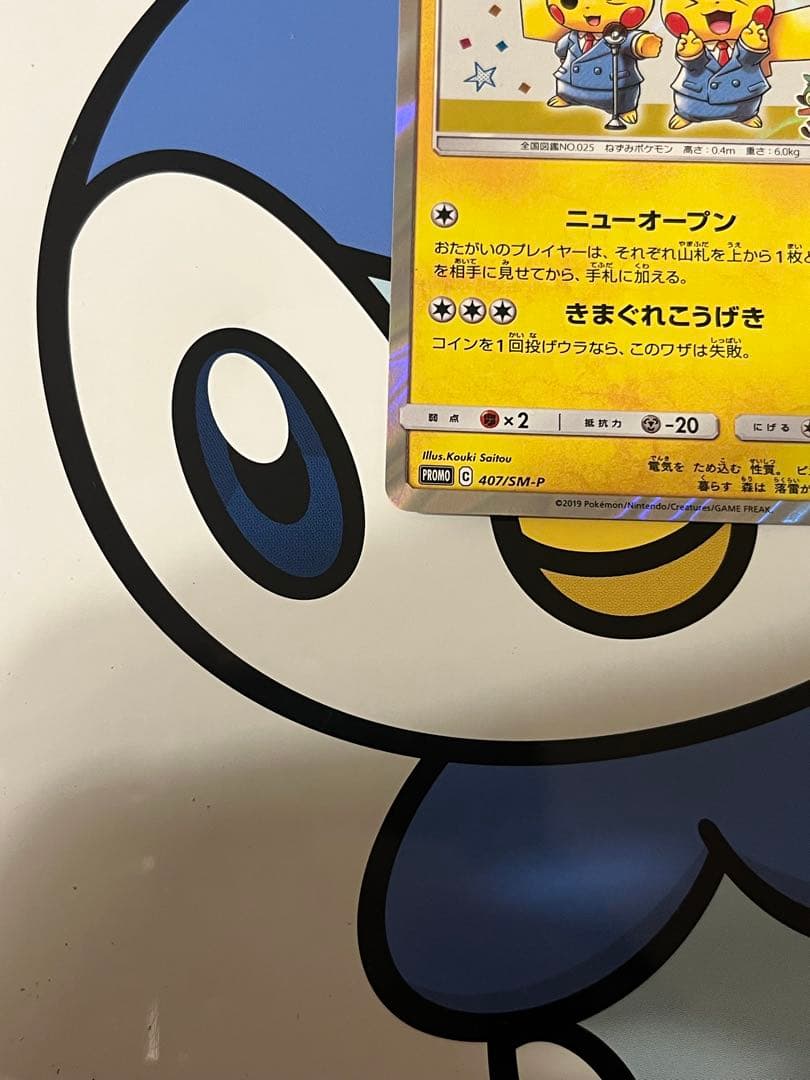 全国図鑑NO.025 ねずみポケモン 高さ:0.4m 重さ:6.0kg
ニューオープン
おたがいのプレイヤーは、それぞれ山札を上から1枚と
を相手に見せてから、手札に加える。
きまぐれこうげき
コインを1回投げウラなら、このワザは失敗。
弱点 ×2 抵抗力 -20 にげる
Illus.Kouki Saitou
電気を ため込む 性質。 ピ
PROMO C 407/SM-P
暮らす 森は 落雷が
©2019 Pokémon/Nintendo/Creatures/GAME FREAK.